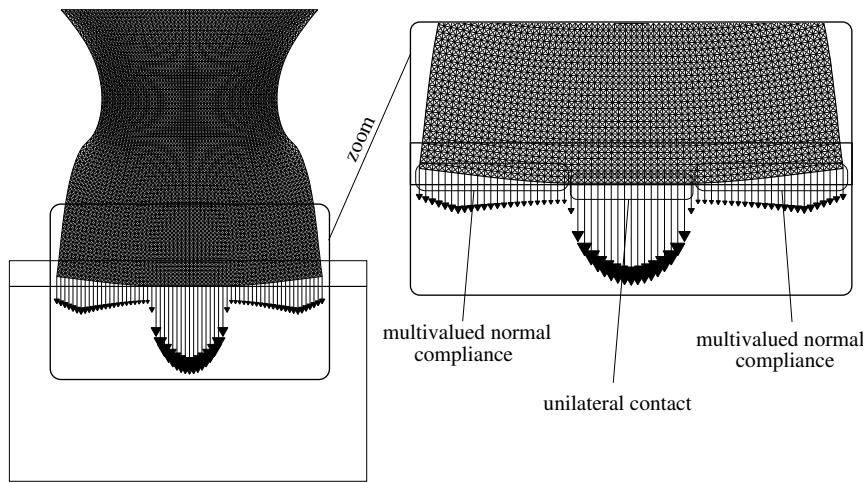 zoom
multivalued normal
compliance
multivalued normal
compliance
unilateral contact